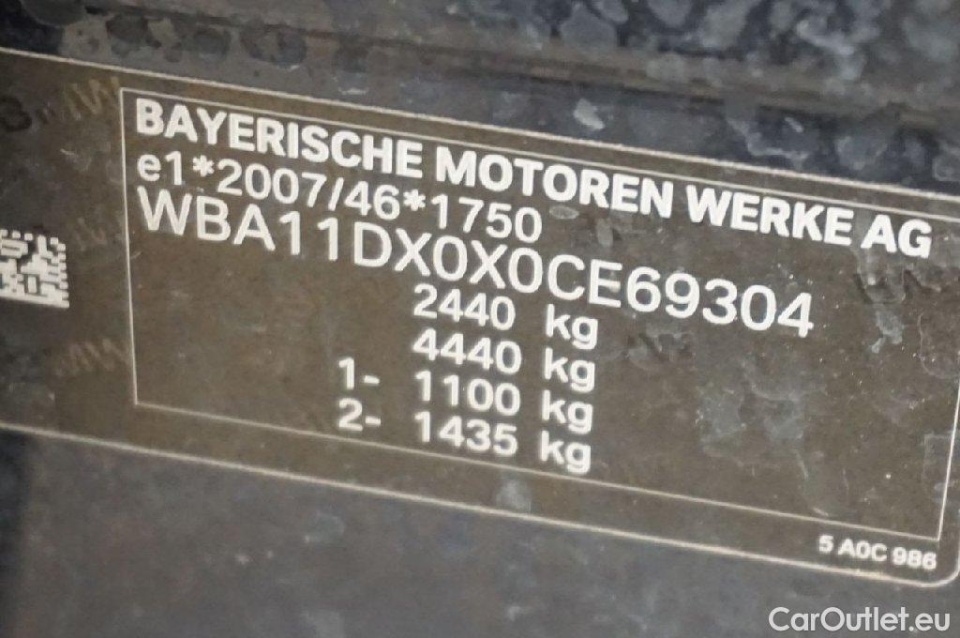 BAYERISCHE MOTOREN WERKE AG
e1*2007/46*1750
WBA11DX0X0CE69304
2440 kg
4440 kg
1- 1100 kg
2- 1435 kg
5 A0C 986
CarOutlet.eu